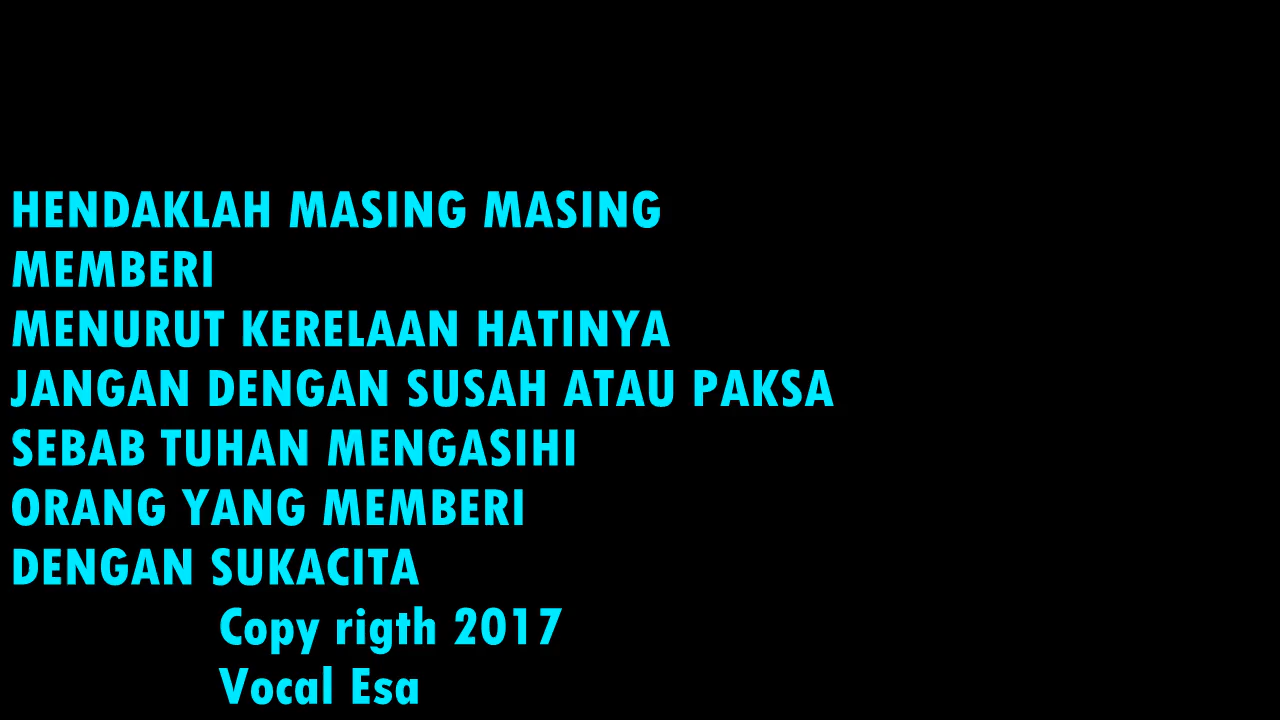 HENDAKLAH MASING MASING
MEMBERI
MENURUT KERELAAN HATINYA
JANGAN DENGAN SUSAH ATAU PAKSA
SEBAB TUHAN MENGASIHI
ORANG YANG MEMBERI
DENGAN SUKACITA
Copy rigth 2017
Vocal Esa